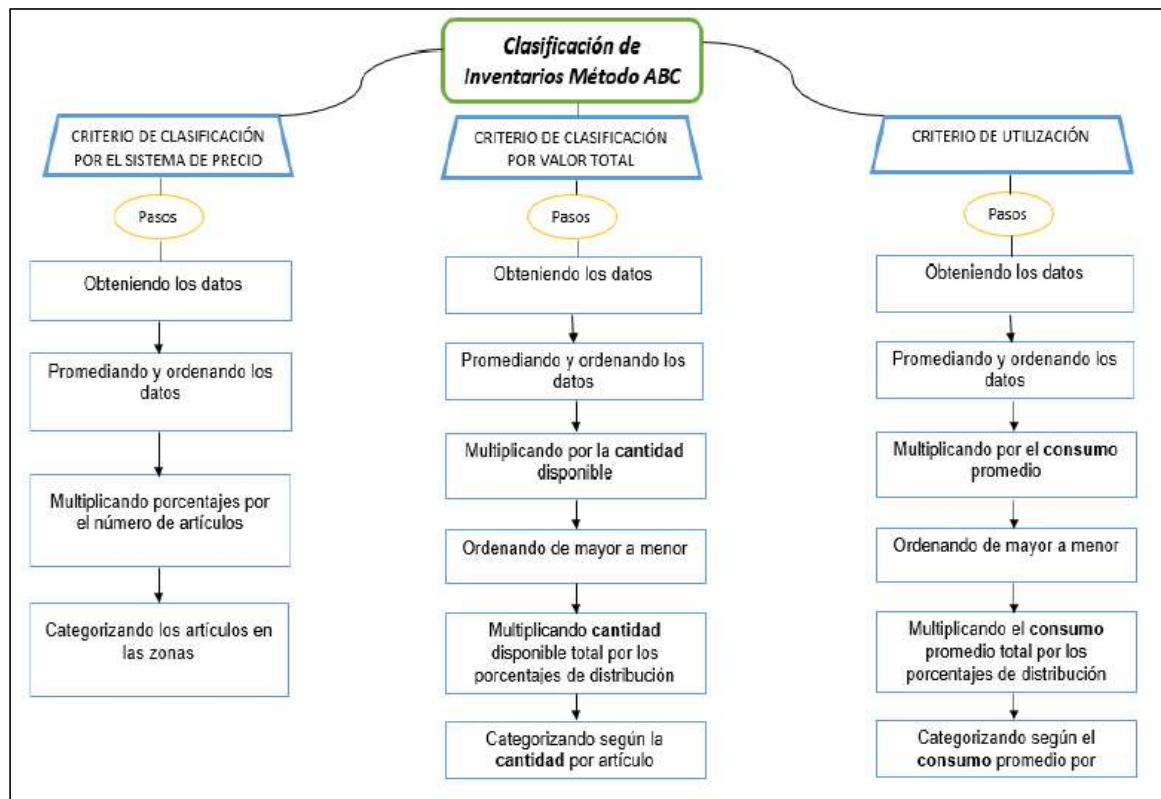 Clasificación de
Inventarios Método ABC
CRITERIO DE CLASIFICACIÓN
POR EL SISTEMA DE PRECIO
Pasos
Obteniendo los datos
Promediando y ordenando los
datos
Multiplicando porcentajes por
el número de artículos
Categorizando los artículos en
las zonas
CRITERIO DE CLASIFICACIÓN
POR VALOR TOTAL
Pasos
Obteniendo los datos
Promediando y ordenando los
datos
Multiplicando por la cantidad
disponible
Ordenando de mayor a menor
Multiplicando cantidad
disponible total por los
porcentajes de distribución
Categorizando según la
cantidad por artículo
CRITERIO DE UTILIZACIÓN
Pasos
Obteniendo los datos
Promediando y ordenando los
datos
Multiplicando por el consumo
promedio
Ordenando de mayor a menor
Multiplicando el consumo
promedio total por los
porcentajes de distribución
Categorizando según el
consumo promedio por